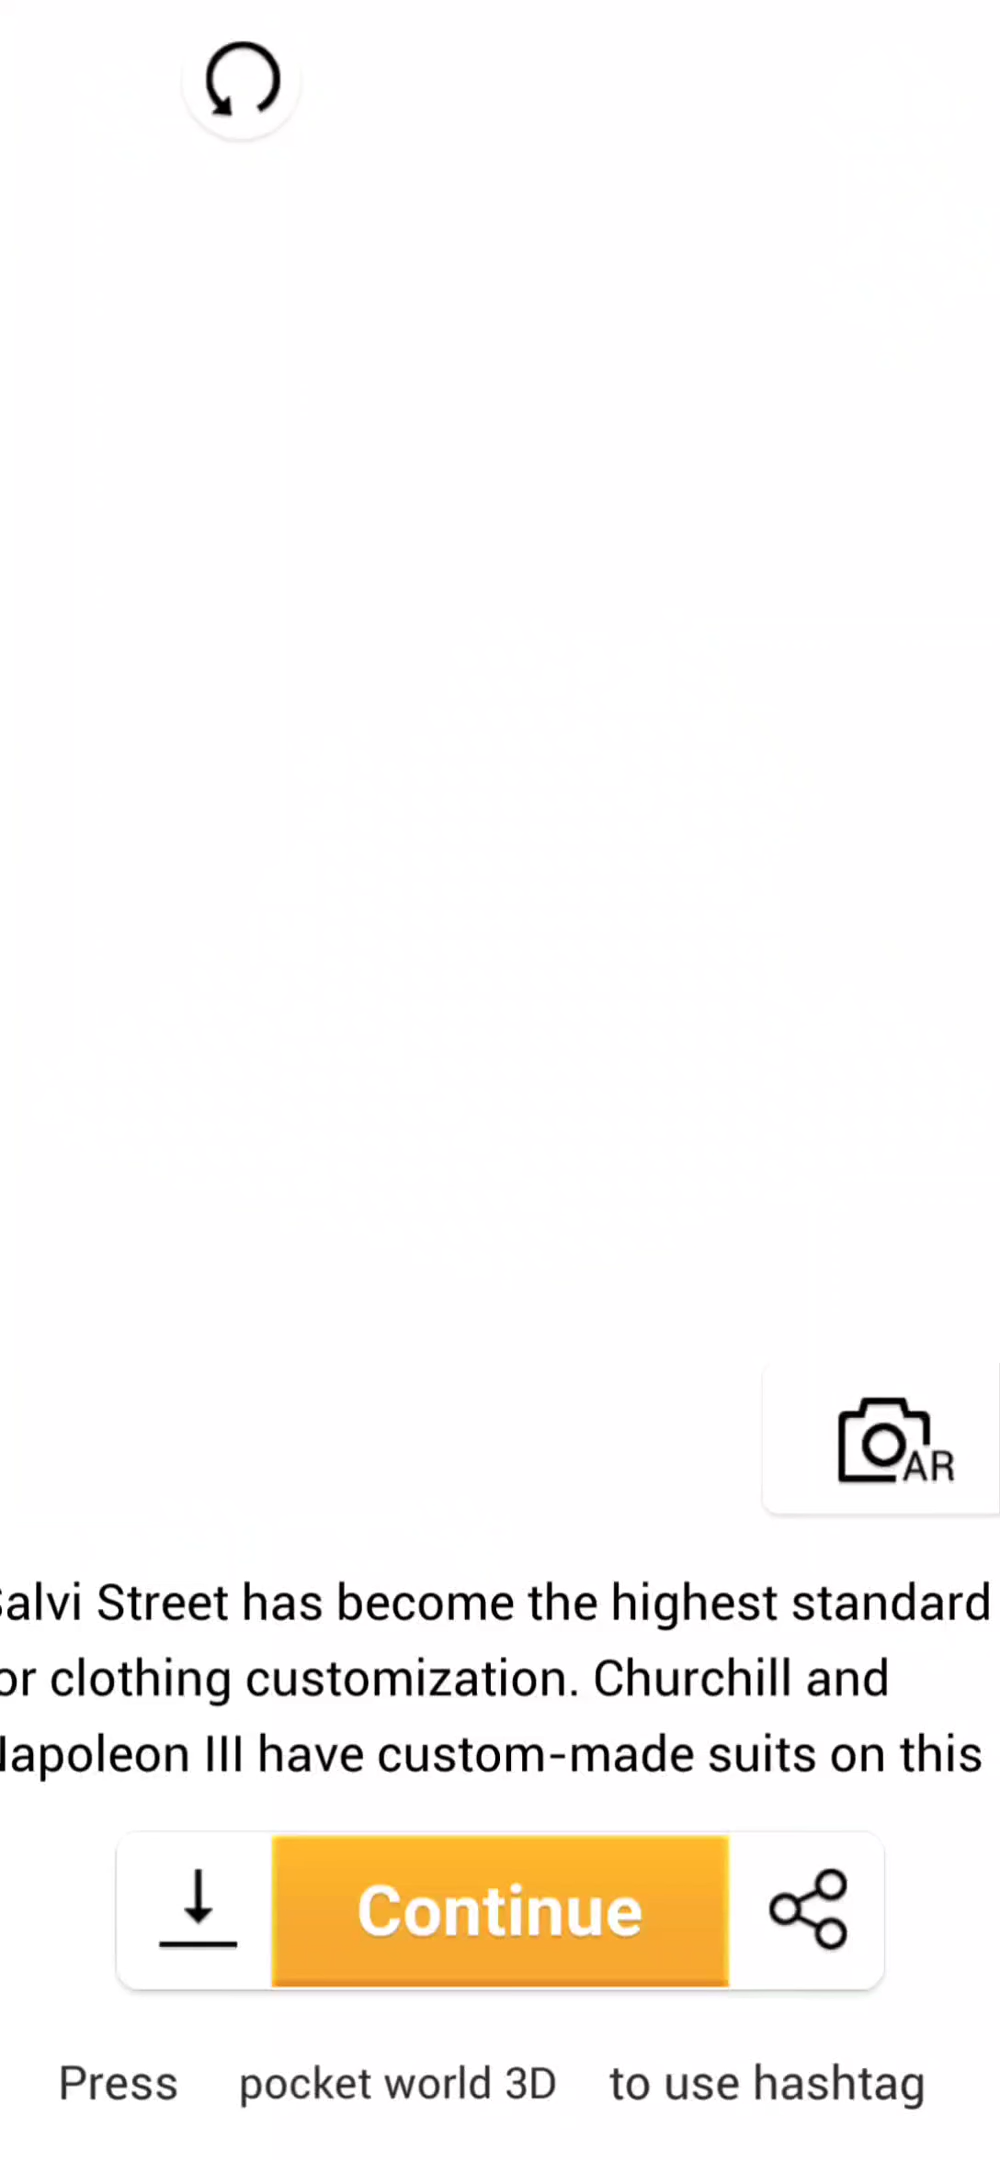 AR
alvi Street has become the highest standard
or clothing customization. Churchill and
apoleon III have custom-made suits on this
Continue
Press pocket world 3D to use hashtag